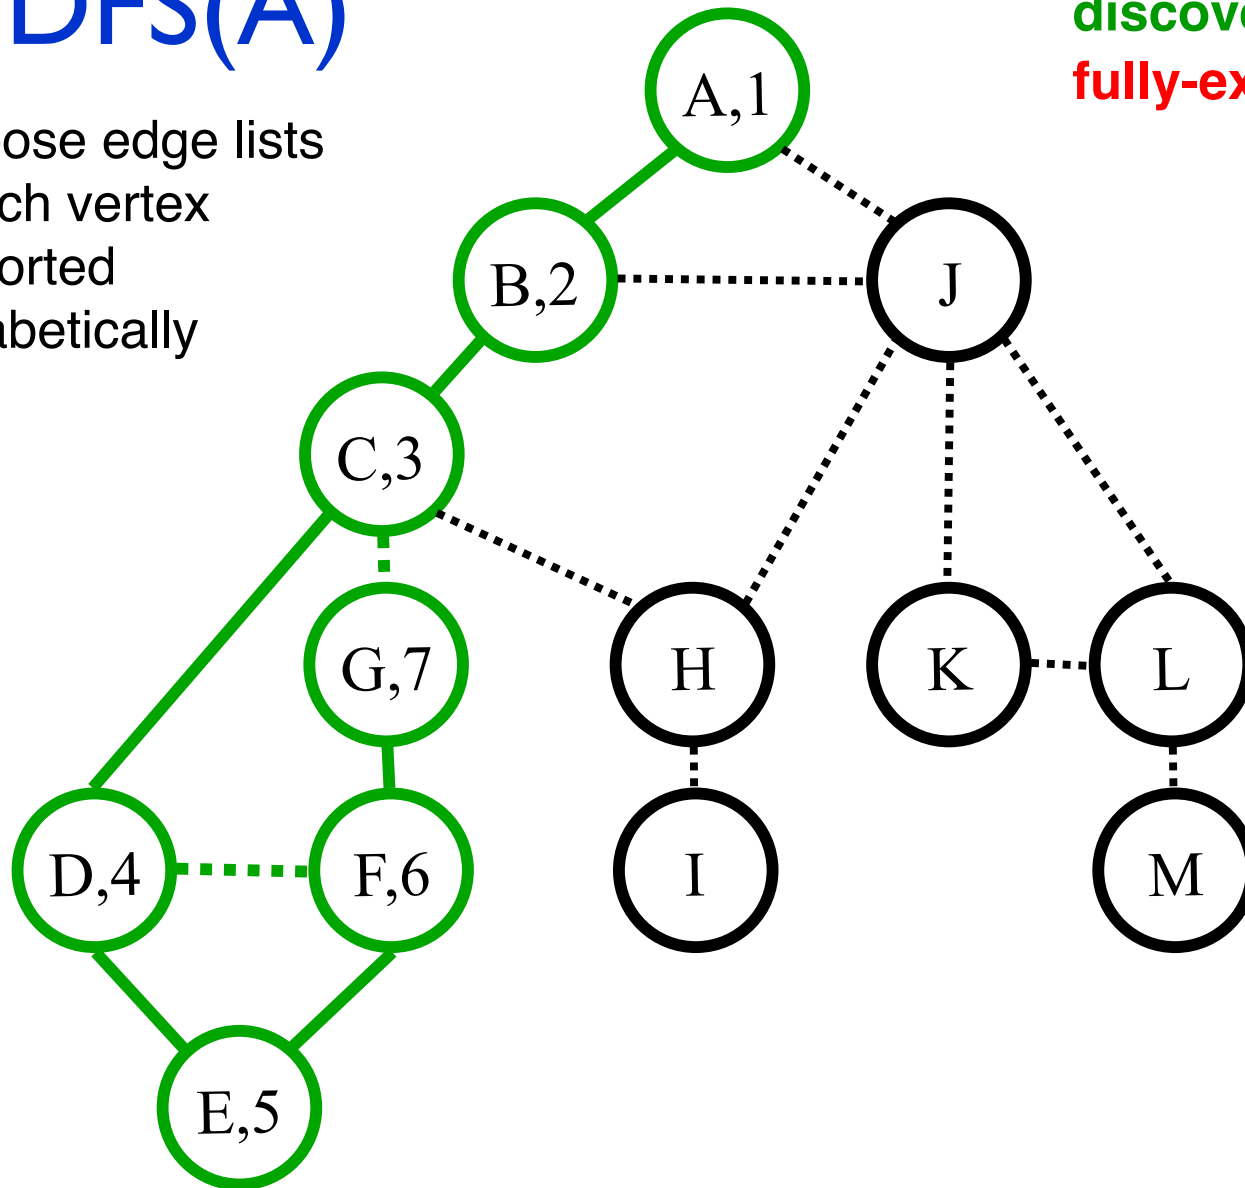 DFS(A)
discov
fully-ex
ose edge lists
ch vertex
orted
abetically
A,1
B,2
J
C,3
G,7
H
K
L
D,4
F,6
I
M
E,5